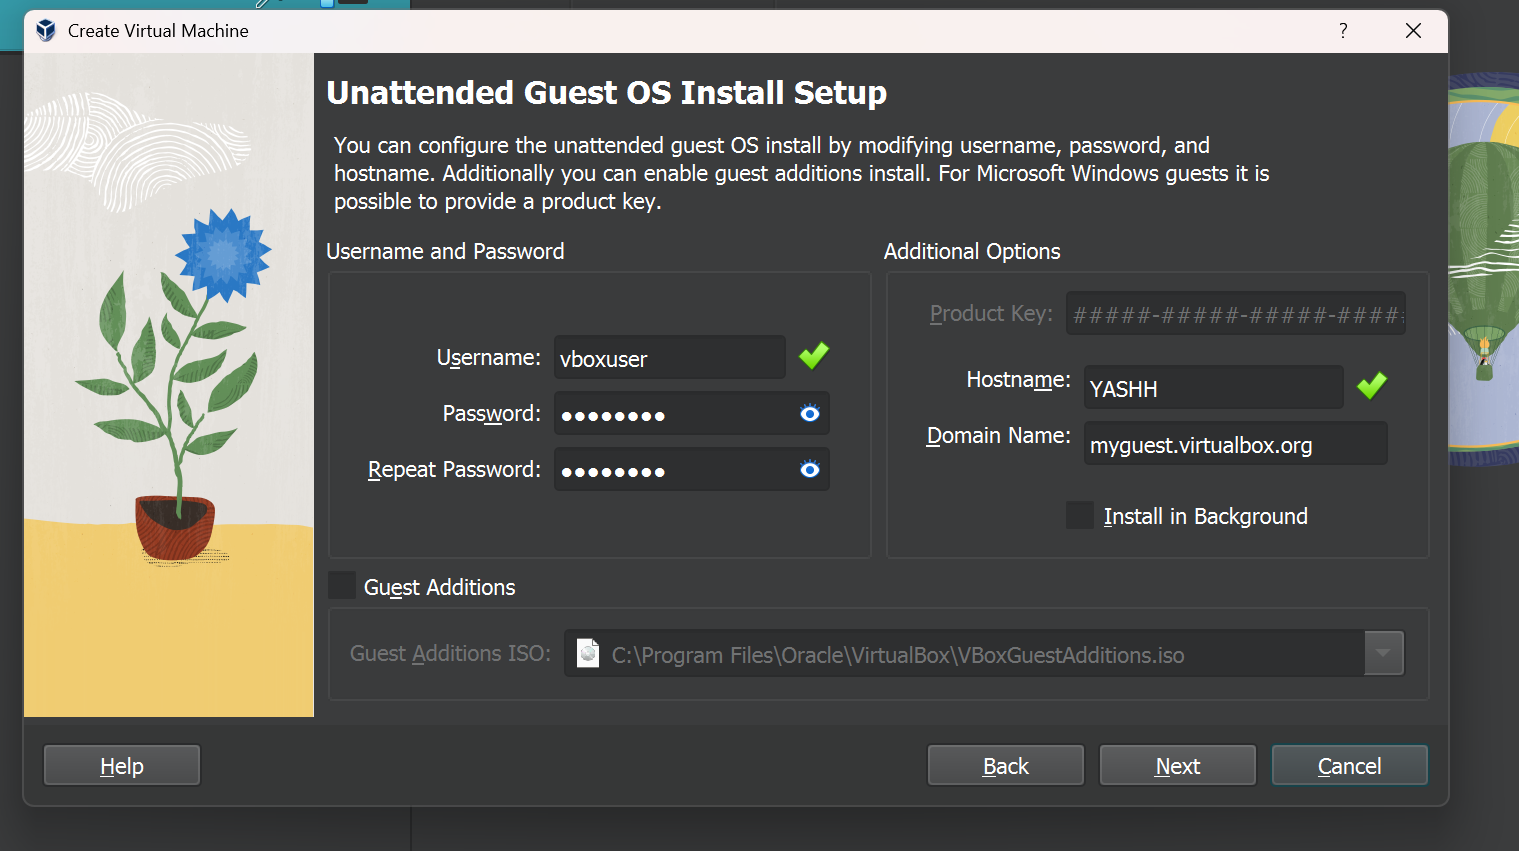 Create Virtual Machine
?
Unattended Guest OS Install Setup
You can configure the unattended guest OS install by modifying username, password, and
hostname. Additionally you can enable guest additions install. For Microsoft Windows guests it is
possible to provide a product key.
Username and Password
Username: vboxuser
Password: ●●●●●●●●
Repeat Password: ●●●●●●●●
Additional Options
Product Key: #####-#####-#####-####
Hostname: YASHH
Domain Name: myguest.virtualbox.org
Install in Background
Guest Additions
Guest Additions ISO: C:\Program Files\Oracle\VirtualBox\VBoxGuestAdditions.iso
Help
Back
Next
Cancel